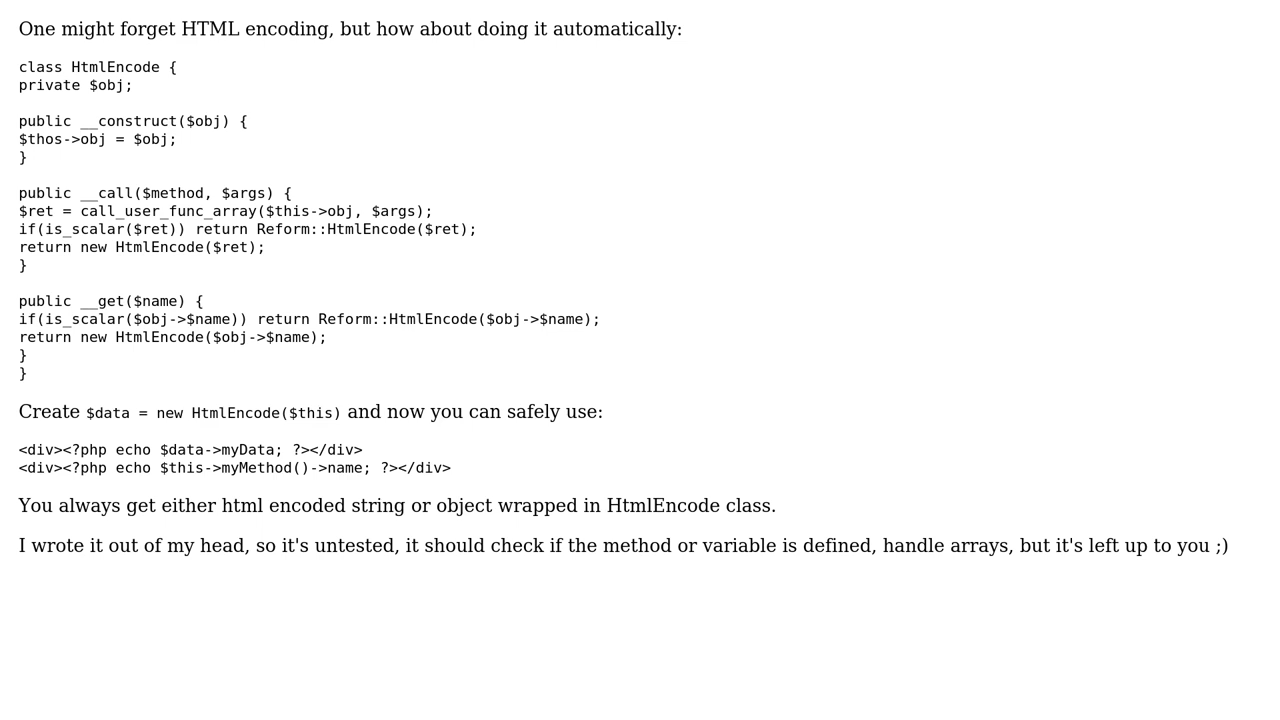 One might forget HTML encoding, but how about doing it automatically:
class HtmlEncode {
private $obj;
public __construct($obj) {
$thos->obj = $obj;
}
public __call($method, $args) {
$ret = call_user_func_array($this->obj, $args);
if(is_scalar($ret)) return Reform::HtmlEncode($ret);
return new HtmlEncode($ret);
}
public __get($name) {
if(is_scalar($obj->$name)) return Reform::HtmlEncode($obj->$name);
return new HtmlEncode($obj->$name);
}
}
Create $data = new HtmlEncode($this) and now you can safely use:
<div><?php echo $data->myData; ?></div>
<div><?php echo $this->myMethod()->name; ?></div>
You always get either html encoded string or object wrapped in HtmlEncode class.
I wrote it out of my head, so it's untested, it should check if the method or variable is defined, handle arrays, but it's left up to you ;)